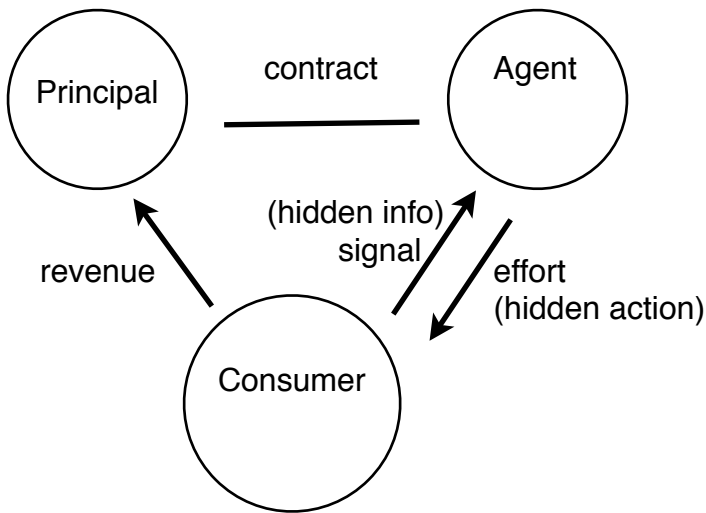 contract
Agent
Principal
(hidden info)
signal
revenue
effort
(hidden action)
Consumer